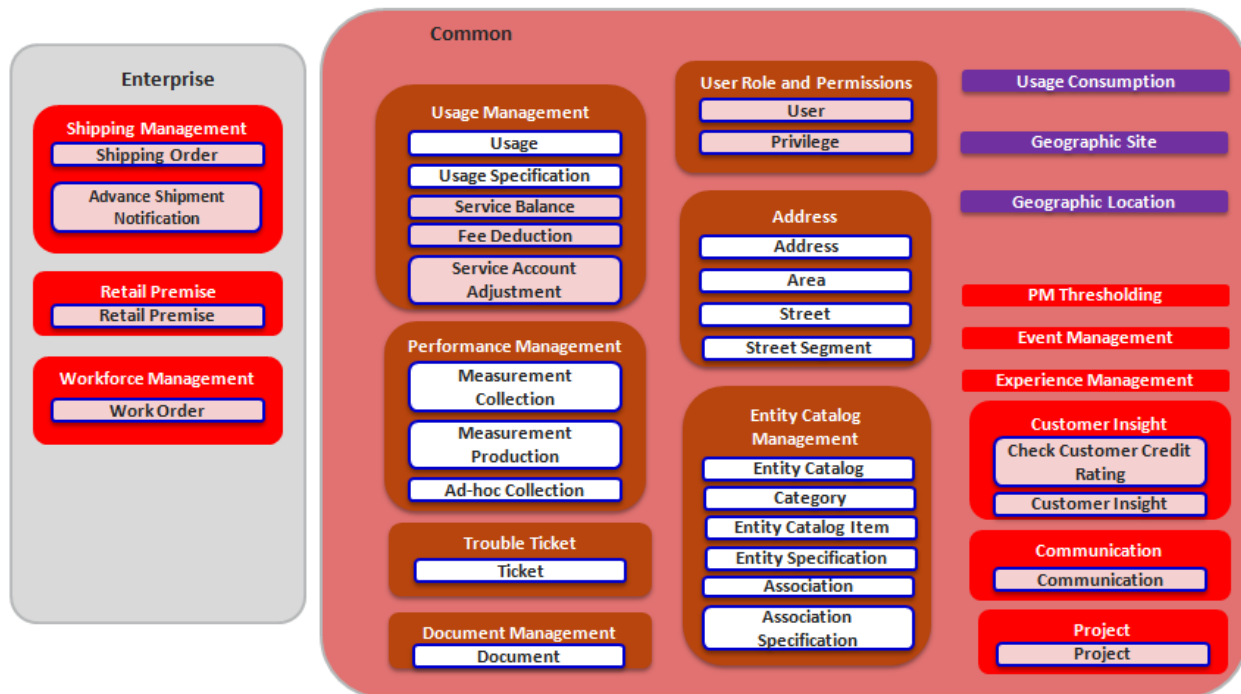 Enterprise
Shipping Management
Shipping Order
Advance Shipment
Notification
Retail Premise
Retail Premise
Workforce Management
Work Order
Common
Usage Management
Usage
Usage Specification
Service Balance
Fee Deduction
Service Account
Adjustment
Performance Management
Measurement
Collection
Measurement
Production
Ad-hoc Collection
Trouble Ticket
Ticket
Document Management
Document
User Role and Permissions
User
Privilege
Address
Address
Area
Street
Street Segment
Entity Catalog
Management
Entity Catalog
Category
Entity Catalog Item
Entity Specification
Association
Association
Specification
Usage Consumption
Geographic Site
Geographic Location
PM Thresholding
Event Management
Experience Management
Customer Insight
Check Customer Credit
Rating
Customer Insight
Communication
Communication
Project
Project